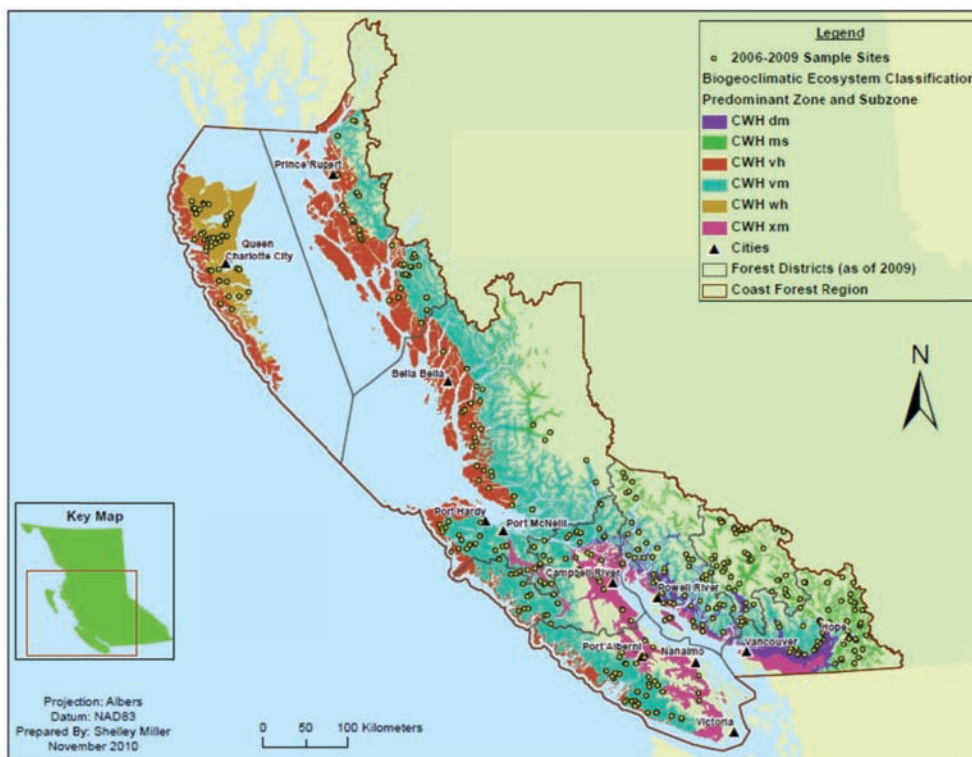 Legend
2006-2009 Sample Sites
Biogeoclimatic Ecosystem Classification
Predominant Zone and Subzone
CWH dm
CWH ms
CWH vh
CWH vm
CWH wh
CWH xm
Cities
Forest Districts (as of 2009)
Coast Forest Region
Prince Rupert
Queen
Charlotte City
Bella Bella
N
Port Hardy
Port McNeill
Campbell River
Powell River
Hope
Vancouver
Port Alberni
Nanaimo
Victoria
Key Map
Projection: Albers
Datum: NAD83
Prepared By: Shelley Miller
November 2010
0 50 100 Kilometers